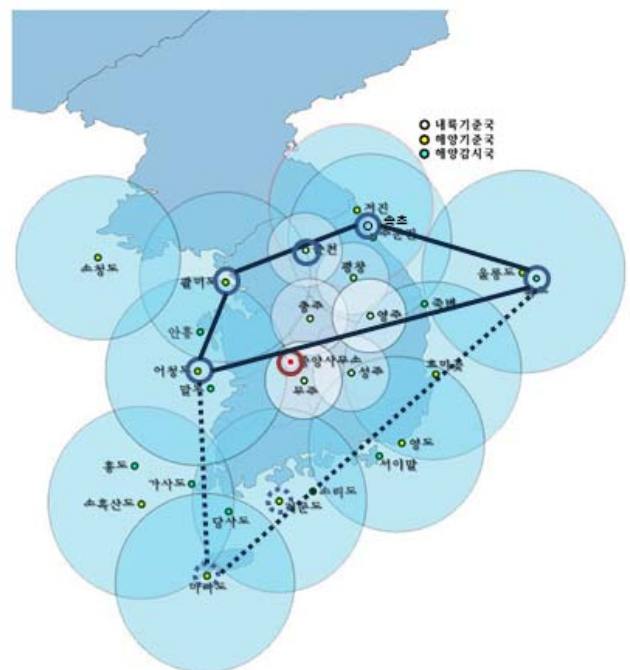 내륙기준국
해양기준국
해양감시국
저진
속초
주문진
춘천
평창
소청도
팔미도
울릉도
충주
영주
죽변
안흥
중앙사무소
어청도
말도
무주
성주
호미곶
영도
서이말
홍도
가사도
소흑산도
당사도
거문도
소리도
마라도